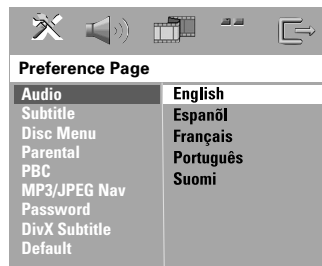 Preference Page
Audio
Subtitle
Disc Menu
Parental
PBC
MP3/JPEG Nav
Password
DivX Subtitle
Default
English
Espanõl
Français
Português
Suomi